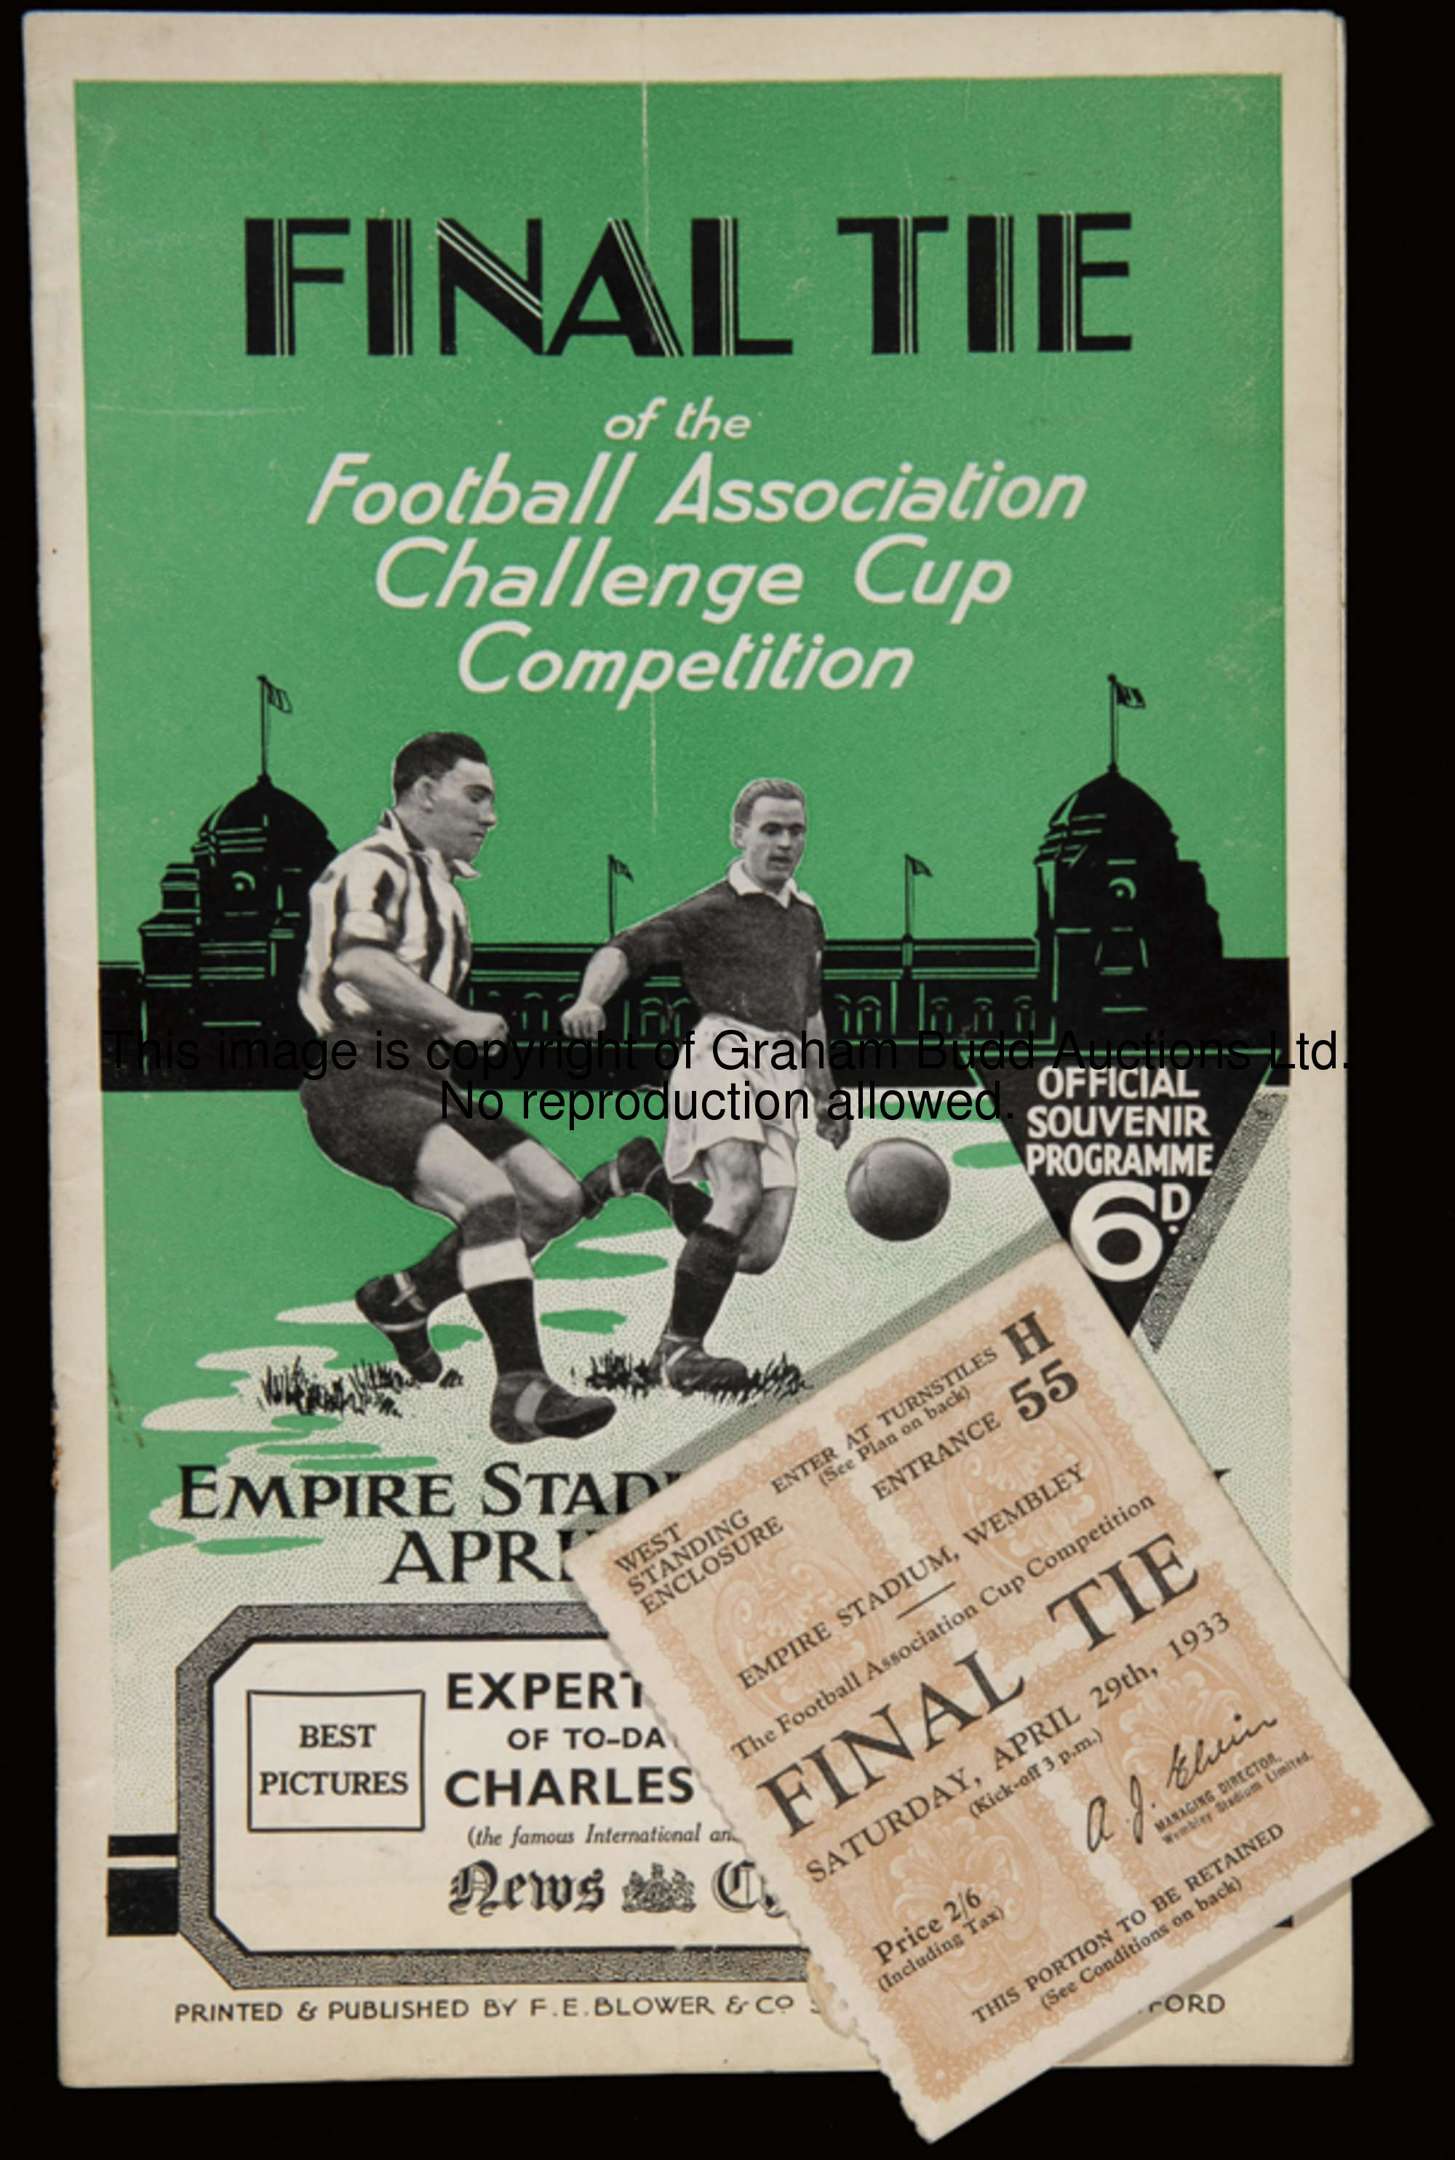 FINAL TIE
of the
Football Association
Challenge Cup
Competition
This image is copyright of Graham Budd Auctions Ltd.
No reproduction allowed.
OFFICIAL
SOUVENIR
PROGRAMME
6D.
EMPIRE
BEST
PICTURES
EXPERT
OF TO-DA
CHARLES
(the famous International an
News
PRINTED & PUBLISHED BY F.E. BLOWER & CO
FORD
WEST
STANDING
ENCLOSURE
ENTER AT TURNSTILES H
(See Plan on back)
ENTRANCE 55
EMPIRE STADIUM, WEMBLEY
The Football Association Cup Competition
FINAL TIE
SATURDAY, APRIL 29th, 1933
(Kick-off 3 p.m.)
A. J. Elvin
MANAGING DIRECTOR,
Wembley Stadium Limited.
Price 2/6
(Including Tax)
THIS PORTION TO BE RETAINED
(See Conditions on back)